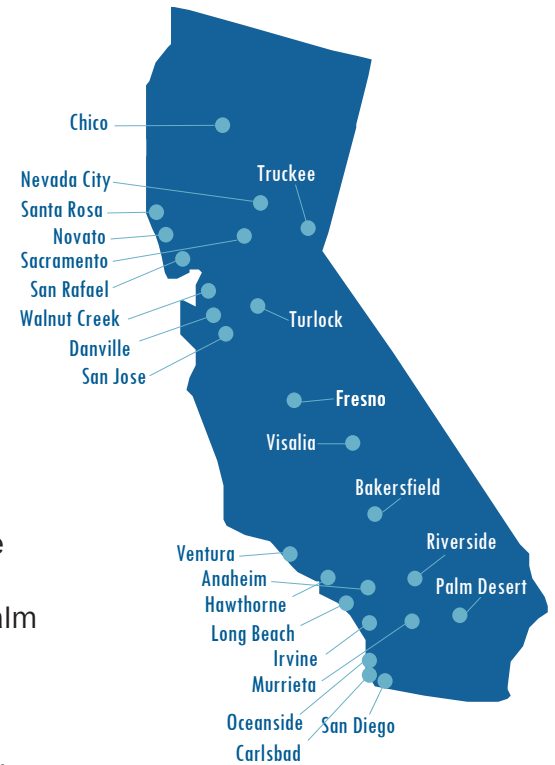 Chico
Nevada City
Truckee
Santa Rosa
Novato
Sacramento
San Rafael
Walnut Creek
Turlock
Danville
San Jose
Fresno
Visalia
Bakersfield
Riverside
Ventura
Anaheim
Palm Desert
Hawthorne
Long Beach
Irvine
Murrieta
Oceanside
San Diego
Carlsbad